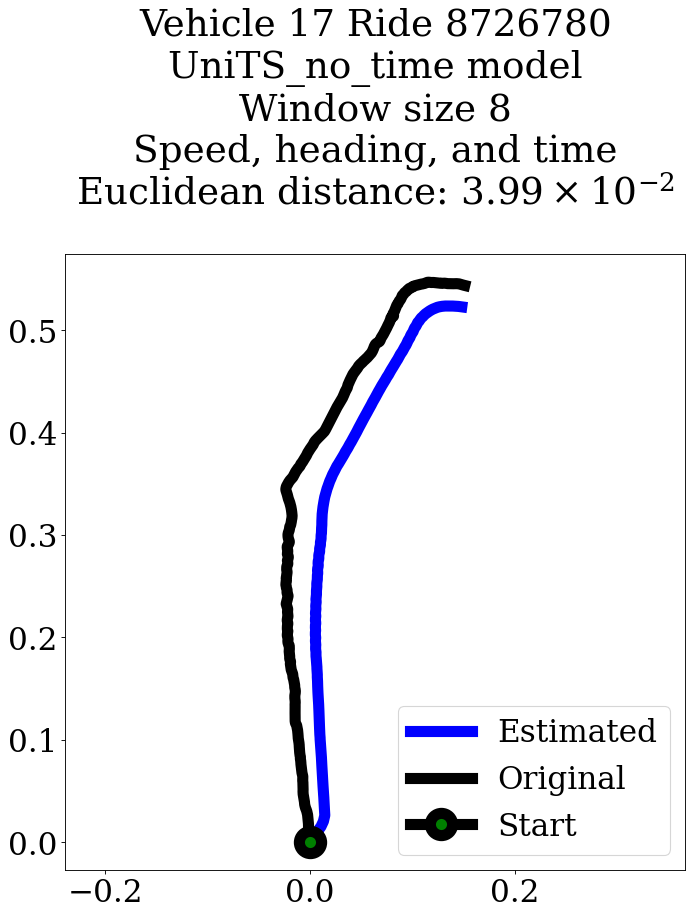 Vehicle 17 Ride 8726780
UniTS_no_time model
Window size 8
Speed, heading, and time
Euclidean distance: 3.99 × 10⁻²
0.5
0.4
0.3
0.2
0.1
0.0
−0.2
0.0
0.2
Estimated
Original
Start